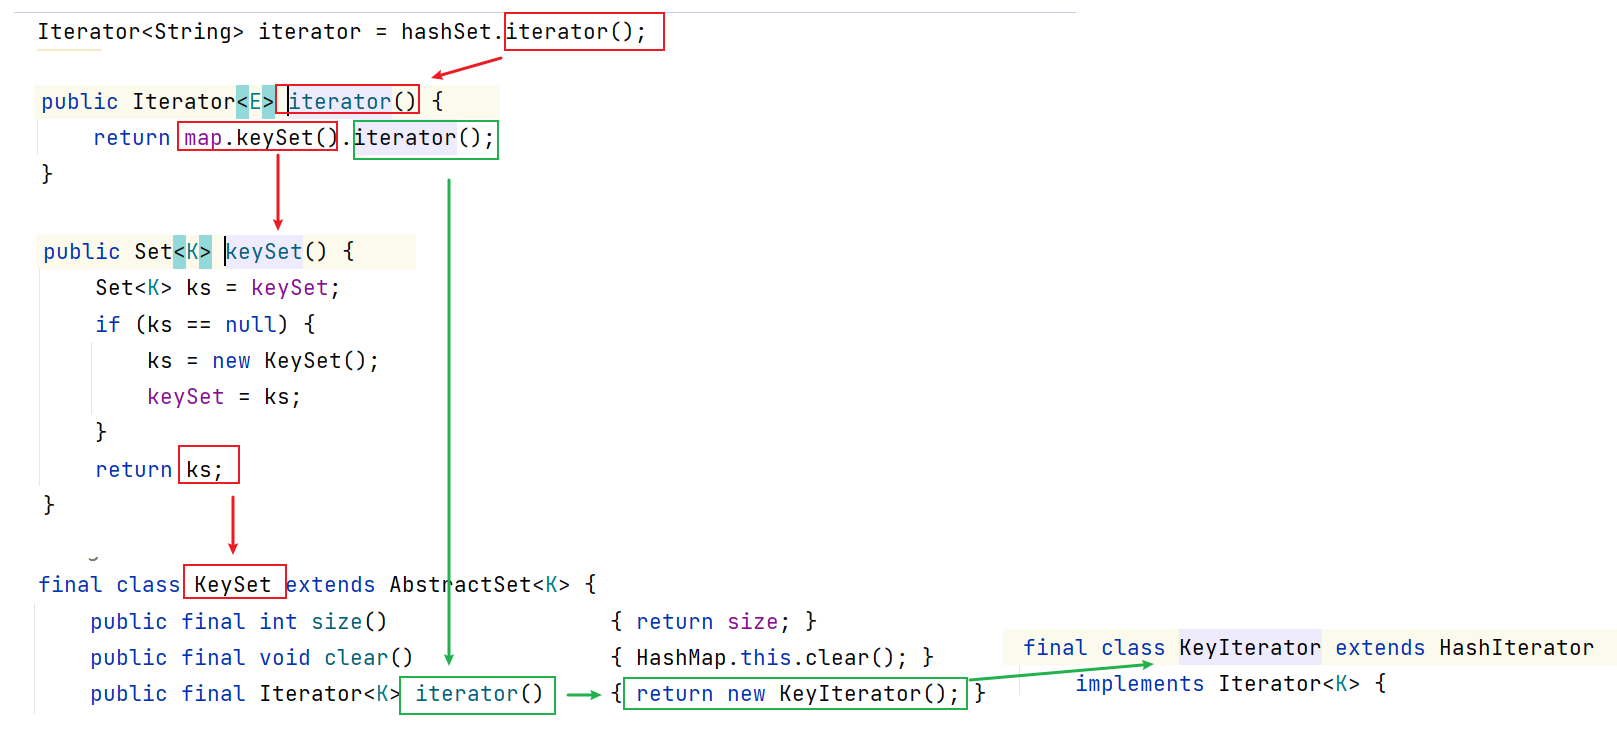 Iterator<String> iterator = hashSet.iterator();
public Iterator<E> iterator() {
return map.keySet().iterator();
}
public Set<K> keySet() {
Set<K> ks = keySet;
if (ks == null) {
ks = new KeySet();
keySet = ks;
}
return ks;
}
final class KeySet extends AbstractSet<K> {
public final int size() { return size; }
public final void clear() { HashMap.this.clear(); }
public final Iterator<K> iterator() { return new KeyIterator(); }
final class KeyIterator extends HashIterator
implements Iterator<K> {